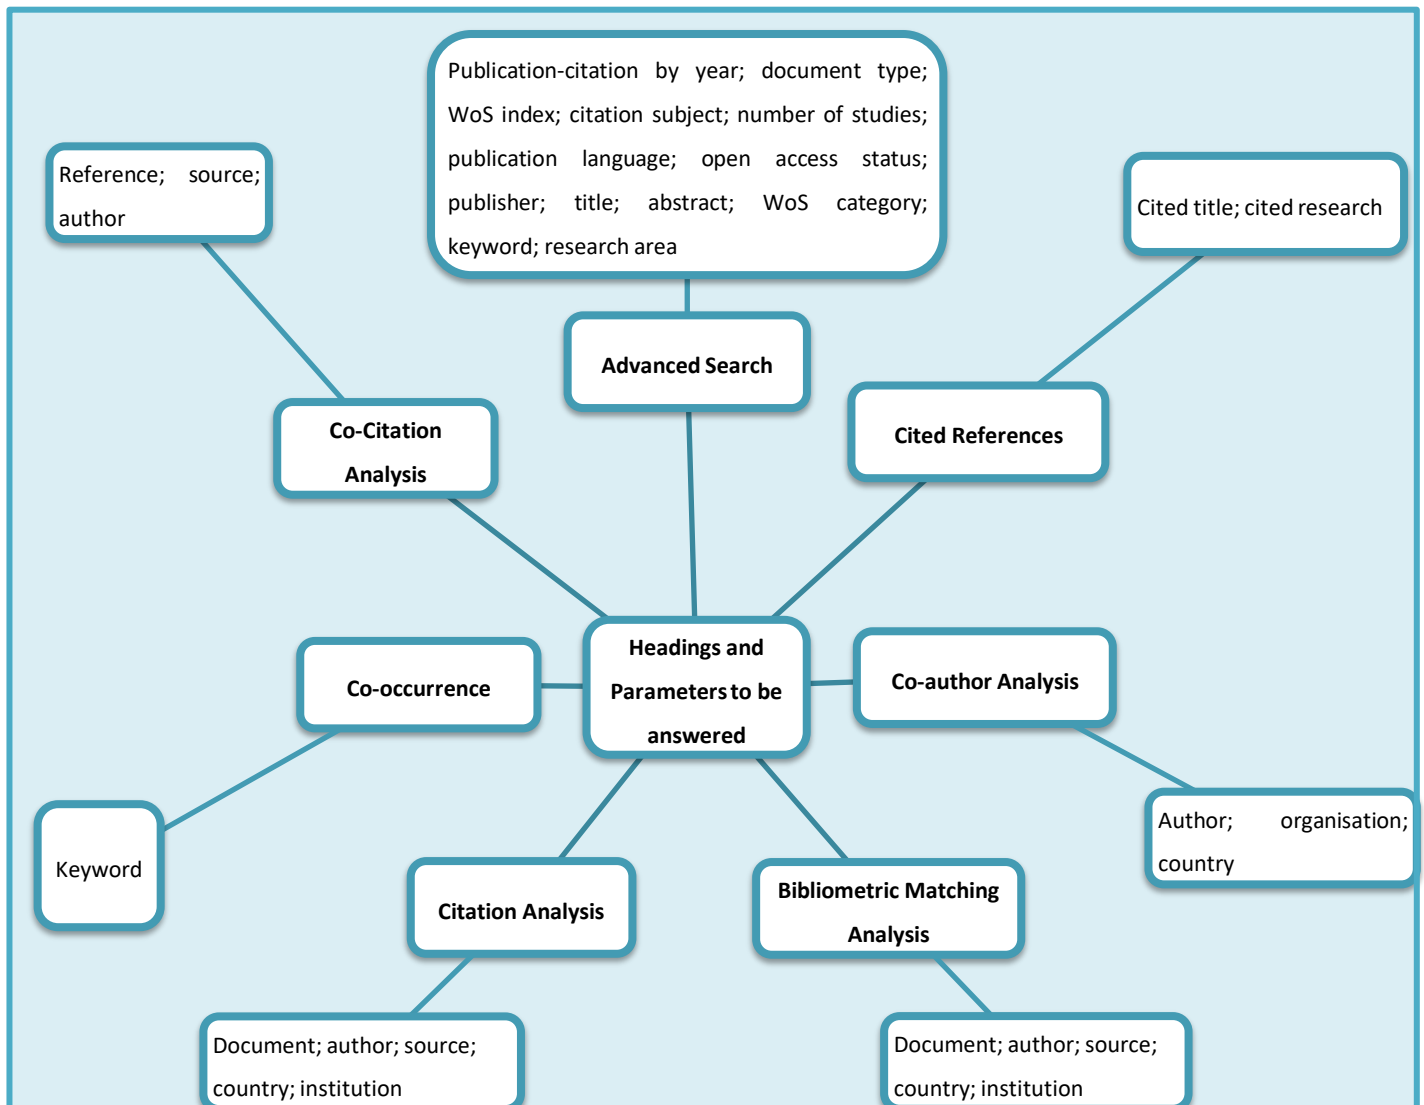 Publication-citation by year; document type;
WoS index; citation subject; number of studies;
publication language; open access status;
publisher; title; abstract; WoS category;
keyword; research area
Reference; source;
author
Cited title; cited research
Advanced Search
Co-Citation
Analysis
Cited References
Headings and
Parameters to be
answered
Co-occurrence
Co-author Analysis
Keyword
Author; organisation;
country
Citation Analysis
Bibliometric Matching
Analysis
Document; author; source;
country; institution
Document; author; source;
country; institution